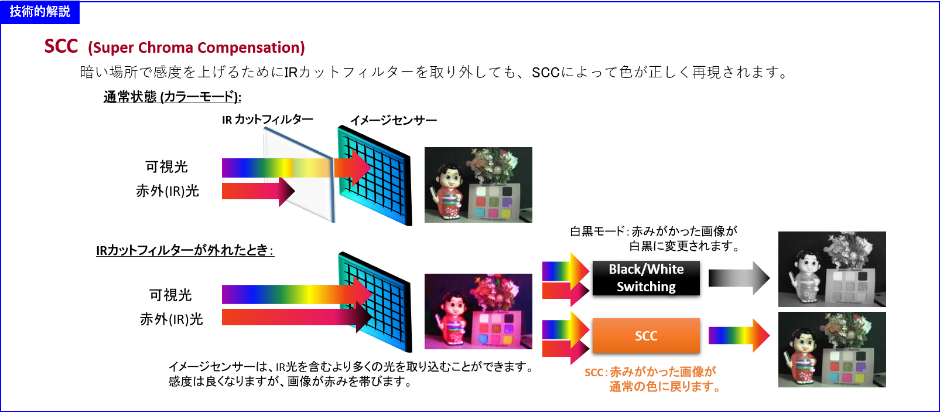 技術的解説
SCC (Super Chroma Compensation)
暗い場所で感度を上げるためにIRカットフィルターを取り外しても、SCCによって色が正しく再現されます。
通常状態 (カラーモード):
IR カットフィルター
イメージセンサー
可視光
赤外(IR)光
IRカットフィルターが外れたとき:
可視光
赤外(IR)光
イメージセンサーは、IR光を含むより多くの光を取り込むことができます。
感度は良くなりますが、画像が赤みを帯びます。
白黒モード：赤みがかった画像が
白黒に変更されます。
Black/White
Switching
SCC
SCC：赤みがかった画像が
通常の色に戻ります。